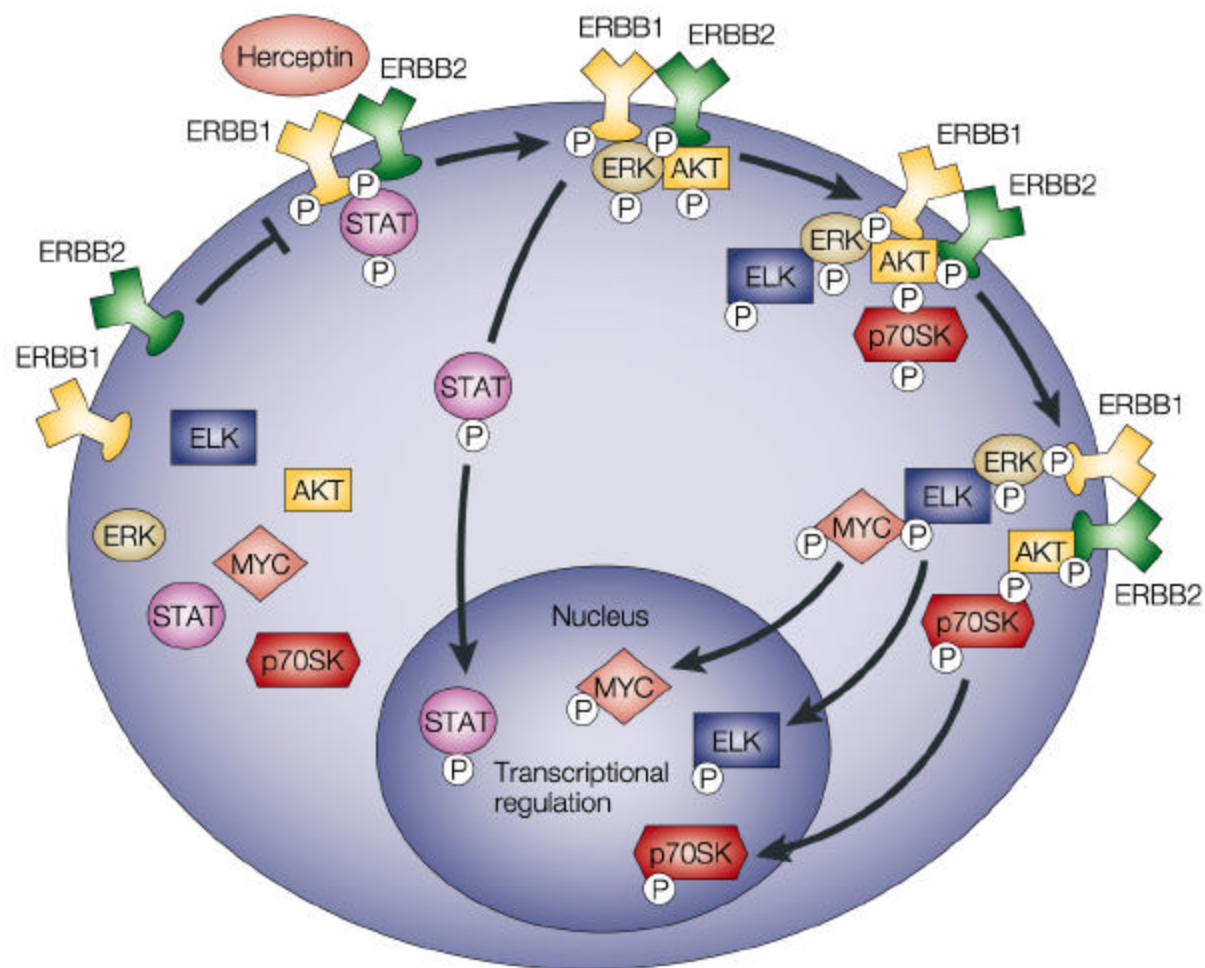 ERBB1
ERBB2
Herceptin
ERBB2
ERBB1
P
P
STAT
P
P
P
ERK
AKT
P
P
ERBB1
ERBB2
P
ERK
AKT
P
P
ELK
P
P
p70SK
P
ERBB2
ERBB1
ELK
AKT
ERK
MYC
STAT
p70SK
STAT
P
ERBB1
ERK
P
P
ELK
MYC
P
P
AKT
P
P
ERBB2
p70SK
P
Nucleus
MYC
P
STAT
P
ELK
P
Transcriptional
regulation
p70SK
P